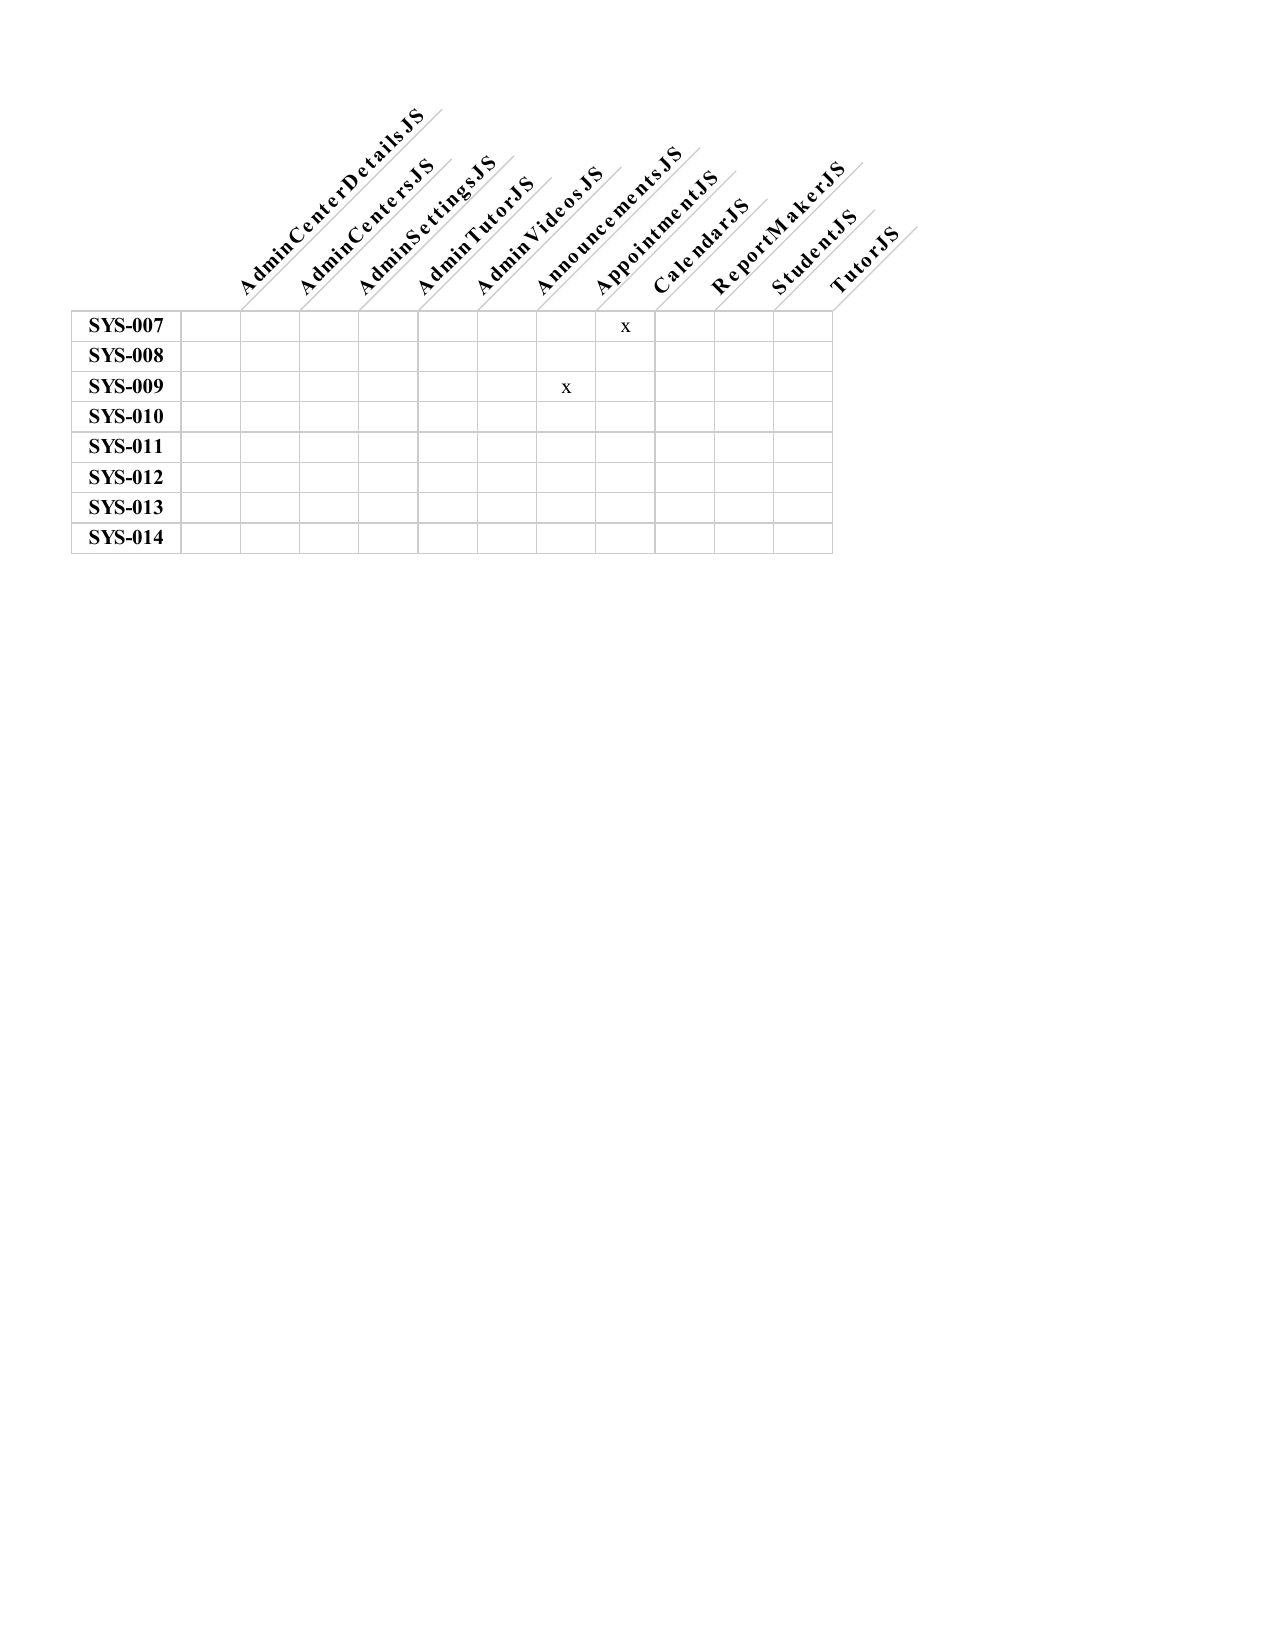 AdminCenterDetailsJS
AdminCentersJS
AdminSettingsJS
AdminTutorJS
AdminVideosJS
AnnouncementsJS
AppointmentJS
CalendarJS
ReportMakerJS
StudentJS
TutorJS
SYS-007 x
SYS-008
SYS-009 x
SYS-010
SYS-011
SYS-012
SYS-013
SYS-014